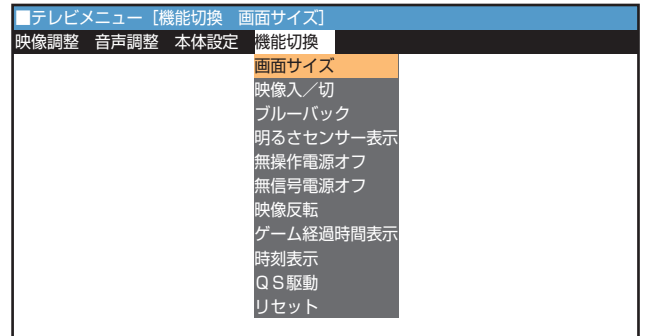 ■テレビメニュー［機能切換　画面サイズ］
映像調整　音声調整　本体設定　機能切換
画面サイズ
映像入／切
ブルーバック
明るさセンサー表示
無操作電源オフ
無信号電源オフ
映像反転
ゲーム経過時間表示
時刻表示
ＱＳ駆動
リセット